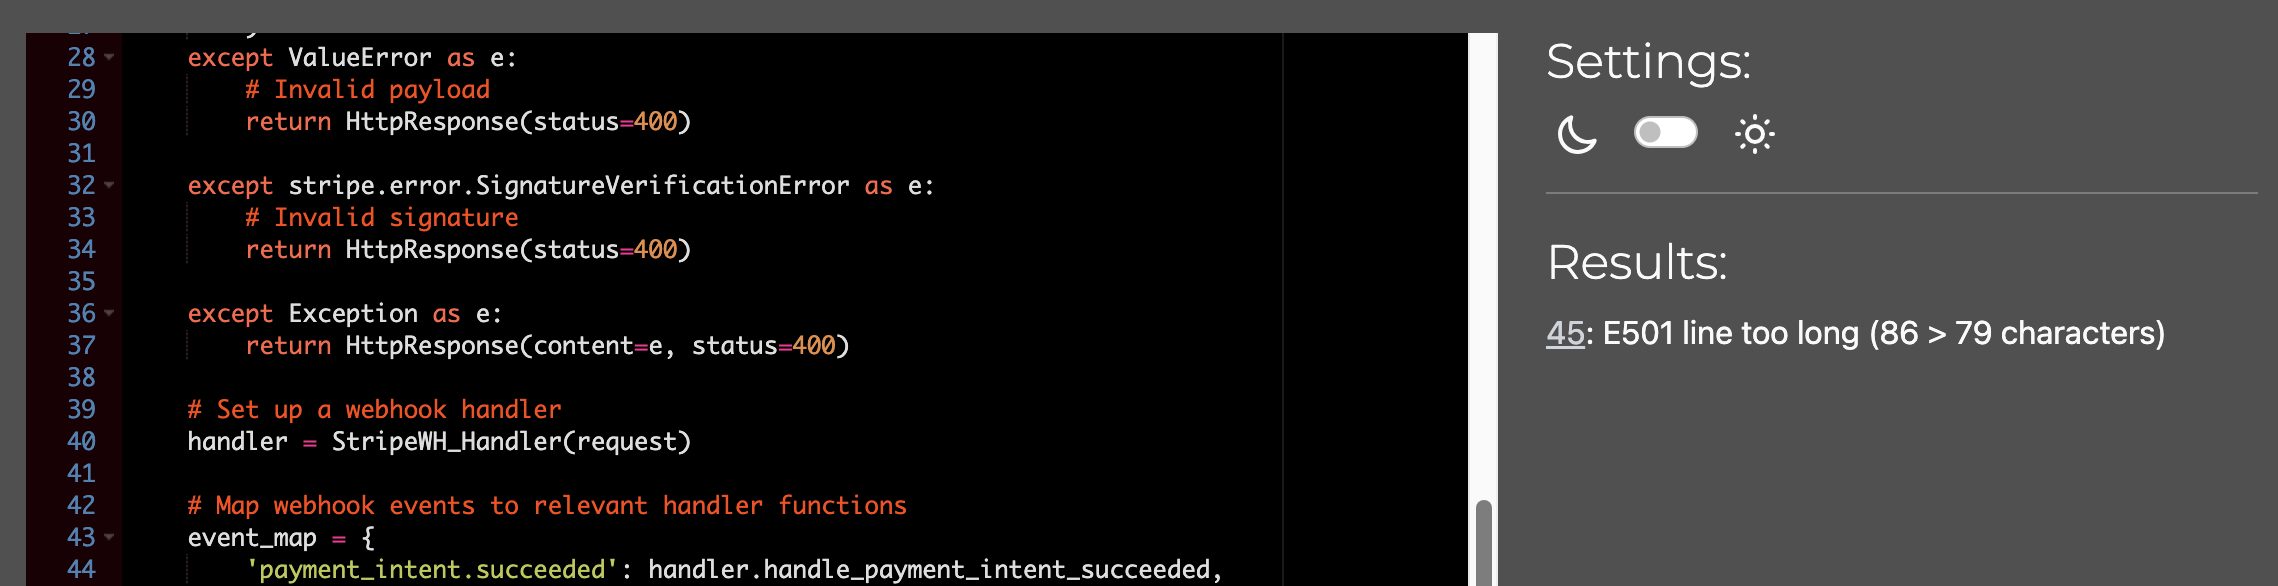 28 except ValueError as e:
29 # Invalid payload
30 return HttpResponse(status=400)
31
32 except stripe.error.SignatureVerificationError as e:
33 # Invalid signature
34 return HttpResponse(status=400)
35
36 except Exception as e:
37 return HttpResponse(content=e, status=400)
38
39 # Set up a webhook handler
40 handler = StripeWH_Handler(request)
41
42 # Map webhook events to relevant handler functions
43 event_map = {
44 'payment_intent.succeeded': handler.handle_payment_intent_succeeded,
Settings:
Results:
45: E501 line too long (86 > 79 characters)